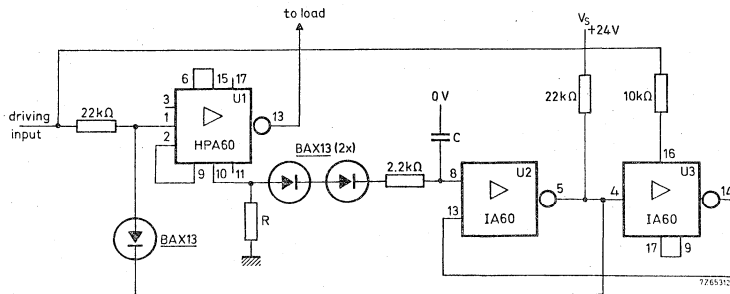 to load
Vs
+24V
6
15
17
U1
3
1
2
HPA60
13
9
10
11
driving
input
22kΩ
BAX13
BAX13 (2x)
R
0 V
C
2.2kΩ
8
13
U2
IA60
5
22kΩ
10kΩ
16
4
U3
IA60
14
17
9
7Z65312